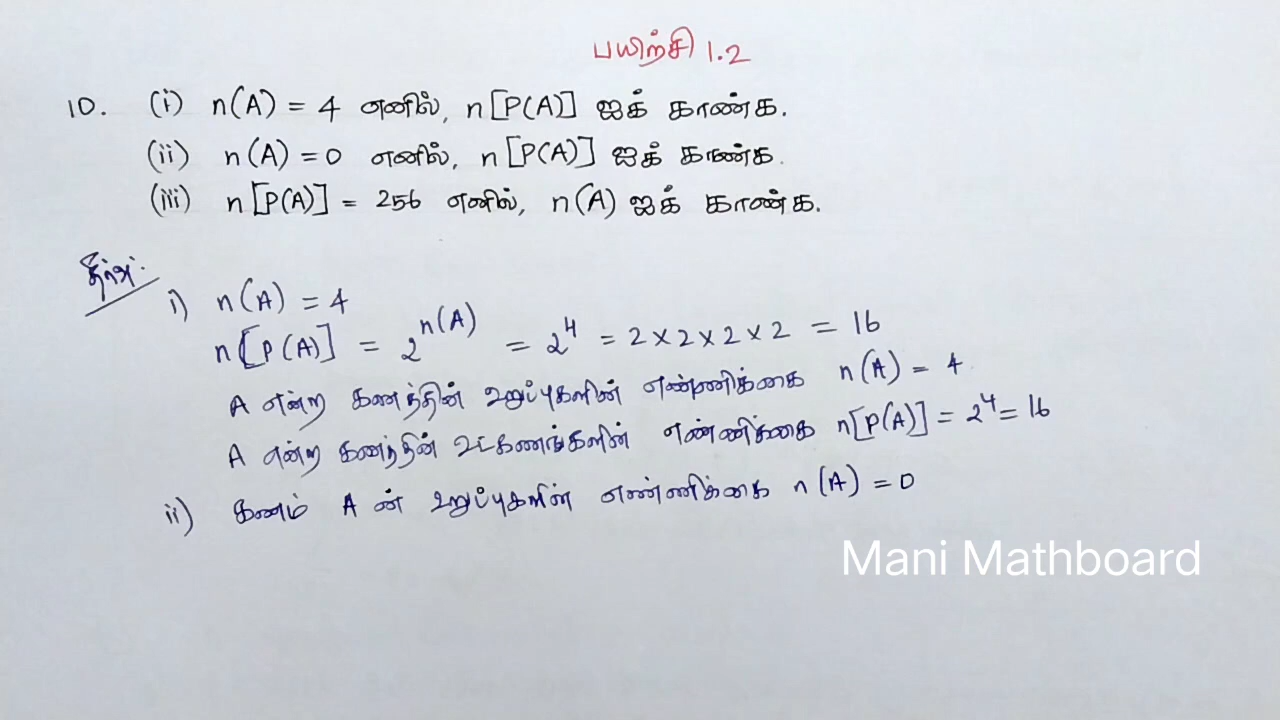 பயிற்சி 1.2
10. (i) n(A) = 4 எனில், n[P(A)] ஐக் காண்க.
(ii) n(A) = 0 எனில், n[P(A)] ஐக் காண்க.
(iii) n[P(A)] = 256 எனில், n(A) ஐக் காண்க.
தீர்வு:
i) n(A) = 4
n[P(A)] = 2^n(A) = 2^4 = 2 × 2 × 2 × 2 = 16
A என்ற கணத்தின் உறுப்புகளின் எண்ணிக்கை n(A) = 4
A என்ற கணத்தின் உட்கணங்களின் எண்ணிக்கை n[P(A)] = 2^4 = 16
ii) கணம் A ன் உறுப்புகளின் எண்ணிக்கை n(A) = 0
Mani Mathboard